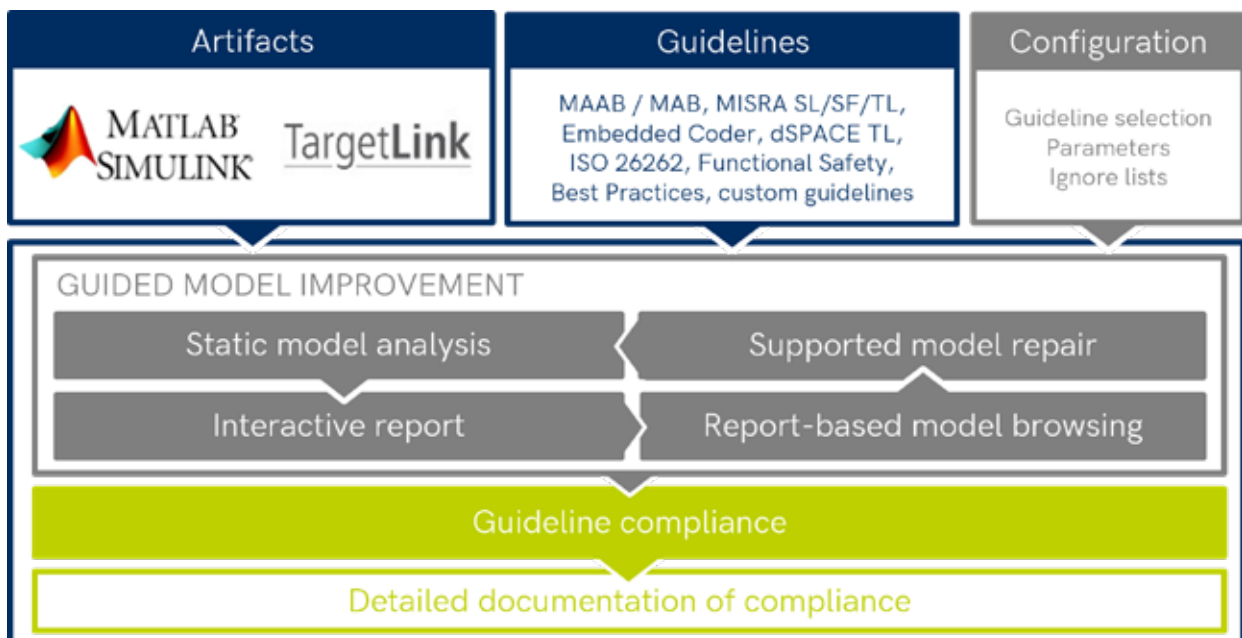 Artifacts
MATLAB
SIMULINK
TargetLink
Guidelines
MAAB / MAB, MISRA SL/SF/TL,
Embedded Coder, dSPACE TL,
ISO 26262, Functional Safety,
Best Practices, custom guidelines
Configuration
Guideline selection
Parameters
Ignore lists
GUIDED MODEL IMPROVEMENT
Static model analysis
Supported model repair
Interactive report
Report-based model browsing
Guideline compliance
Detailed documentation of compliance